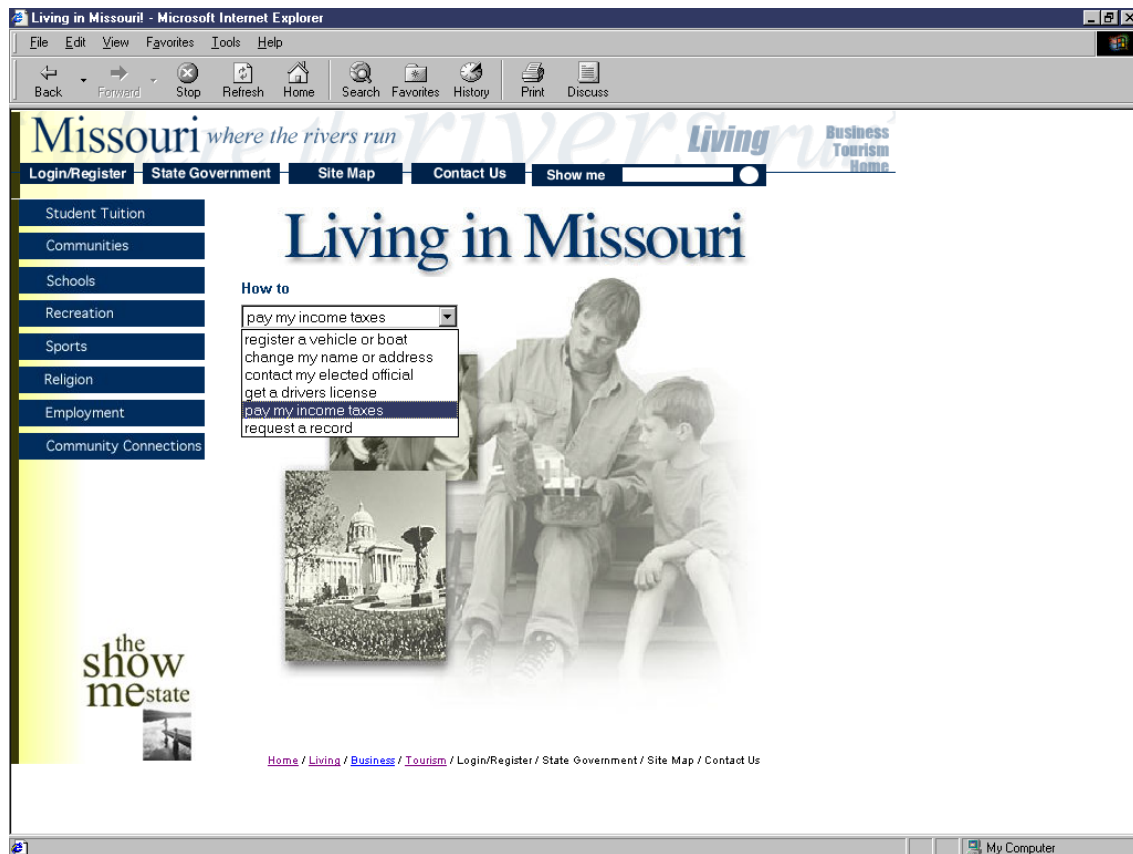 Living in Missouri! - Microsoft Internet Explorer
File Edit View Favorites Tools Help
Back Forward Stop Refresh Home Search Favorites History Print Discuss
where the rivers run
Missouri where the rivers run Living Business
Tourism
Home
Login/Register State Government Site Map Contact Us Show me
Student Tuition
Communities
Schools
Recreation
Sports
Religion
Employment
Community Connections
Living in Missouri
How to
pay my income taxes
register a vehicle or boat
change my name or address
contact my elected official
get a drivers license
pay my income taxes
request a record
the
show
me state
Home / Living / Business / Tourism / Login/Register / State Government / Site Map / Contact Us
My Computer